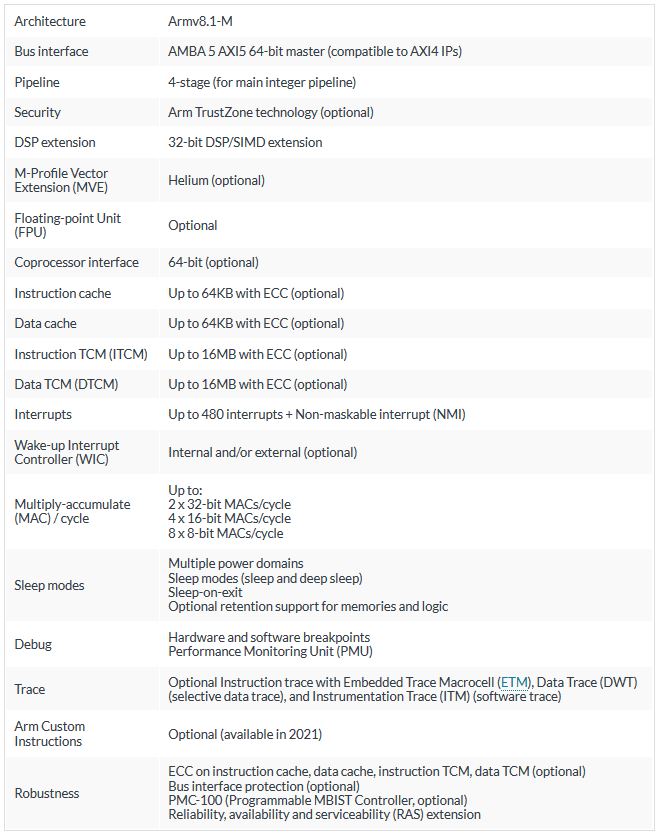 Architecture Armv8.1-M
Bus interface AMBA 5 AXI5 64-bit master (compatible to AXI4 IPs)
Pipeline 4-stage (for main integer pipeline)
Security Arm TrustZone technology (optional)
DSP extension 32-bit DSP/SIMD extension
M-Profile Vector
Extension (MVE)
Helium (optional)
Floating-point Unit
(FPU)
Optional
Coprocessor interface 64-bit (optional)
Instruction cache Up to 64KB with ECC (optional)
Data cache Up to 64KB with ECC (optional)
Instruction TCM (ITCM) Up to 16MB with ECC (optional)
Data TCM (DTCM) Up to 16MB with ECC (optional)
Interrupts Up to 480 interrupts + Non-maskable interrupt (NMI)
Wake-up Interrupt
Controller (WIC)
Internal and/or external (optional)
Multiply-accumulate
(MAC) / cycle
Up to:
2 x 32-bit MACs/cycle
4 x 16-bit MACs/cycle
8 x 8-bit MACs/cycle
Sleep modes
Multiple power domains
Sleep modes (sleep and deep sleep)
Sleep-on-exit
Optional retention support for memories and logic
Debug
Hardware and software breakpoints
Performance Monitoring Unit (PMU)
Trace
Optional Instruction trace with Embedded Trace Macrocell (ETM), Data Trace (DWT)
(selective data trace), and Instrumentation Trace (ITM) (software trace)
Arm Custom
Instructions
Optional (available in 2021)
Robustness
ECC on instruction cache, data cache, instruction TCM, data TCM (optional)
Bus interface protection (optional)
PMC-100 (Programmable MBIST Controller, optional)
Reliability, availability and serviceability (RAS) extension